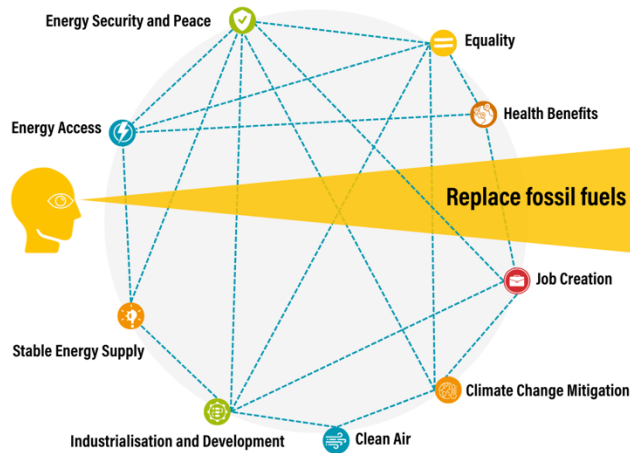 Energy Security and Peace
Equality
Health Benefits
Energy Access
Replace fossil fuels
Job Creation
Stable Energy Supply
Climate Change Mitigation
Industrialisation and Development
Clean Air